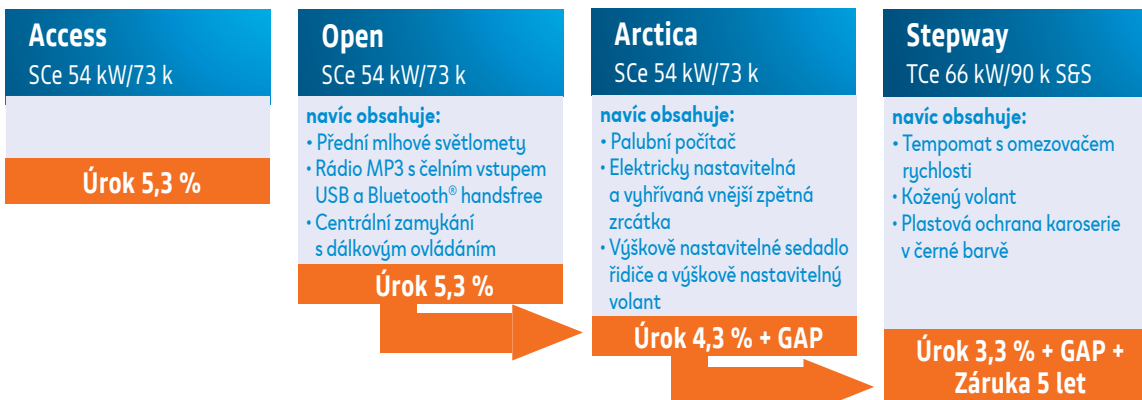 Access
SCe 54 kW/73 k
Úrok 5,3 %
Open
SCe 54 kW/73 k
navíc obsahuje:
• Přední mlhové světlomety
• Rádio MP3 s čelním vstupem
USB a Bluetooth® handsfree
• Centrální zamykání
s dálkovým ovládáním
Úrok 5,3 %
Arctica
SCe 54 kW/73 k
navíc obsahuje:
• Palubní počítač
• Elektricky nastavitelná
a vyhřívaná vnější zpětná
zrcátka
• Výškově nastavitelné sedadlo
řidiče a výškově nastavitelný
volant
Úrok 4,3 % + GAP
Stepway
TCe 66 kW/90 k S&S
navíc obsahuje:
• Tempomat s omezovačem
rychlosti
• Kožený volant
• Plastová ochrana karoserie
v černé barvě
Úrok 3,3 % + GAP +
Záruka 5 let